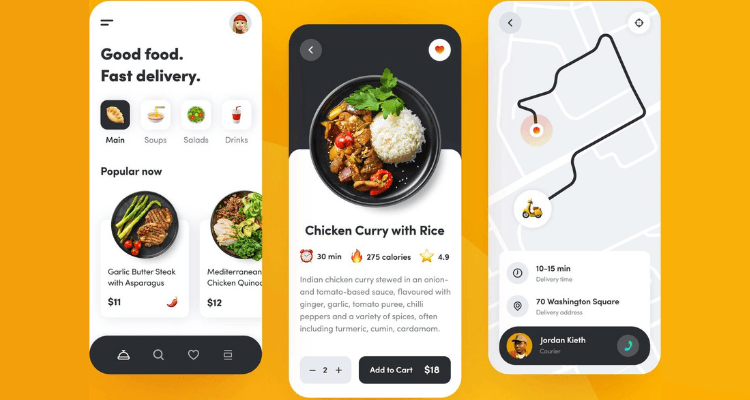 Good food.
Fast delivery.
Main
Soups
Salads
Drinks
Popular now
Garlic Butter Steak
with Asparagus
$11
Mediterranean
Chicken Quinoa
$12
Chicken Curry with Rice
30 min
275 calories
4.9
Indian chicken curry stewed in an onion-
and tomato-based sauce, flavoured with
ginger, garlic, tomato puree, chilli
peppers and a variety of spices, often
including turmeric, cumin, cardamom.
− 2 +
Add to Cart $18
10-15 min
Delivery time
70 Washington Square
Delivery address
Jordan Kieth
Courier